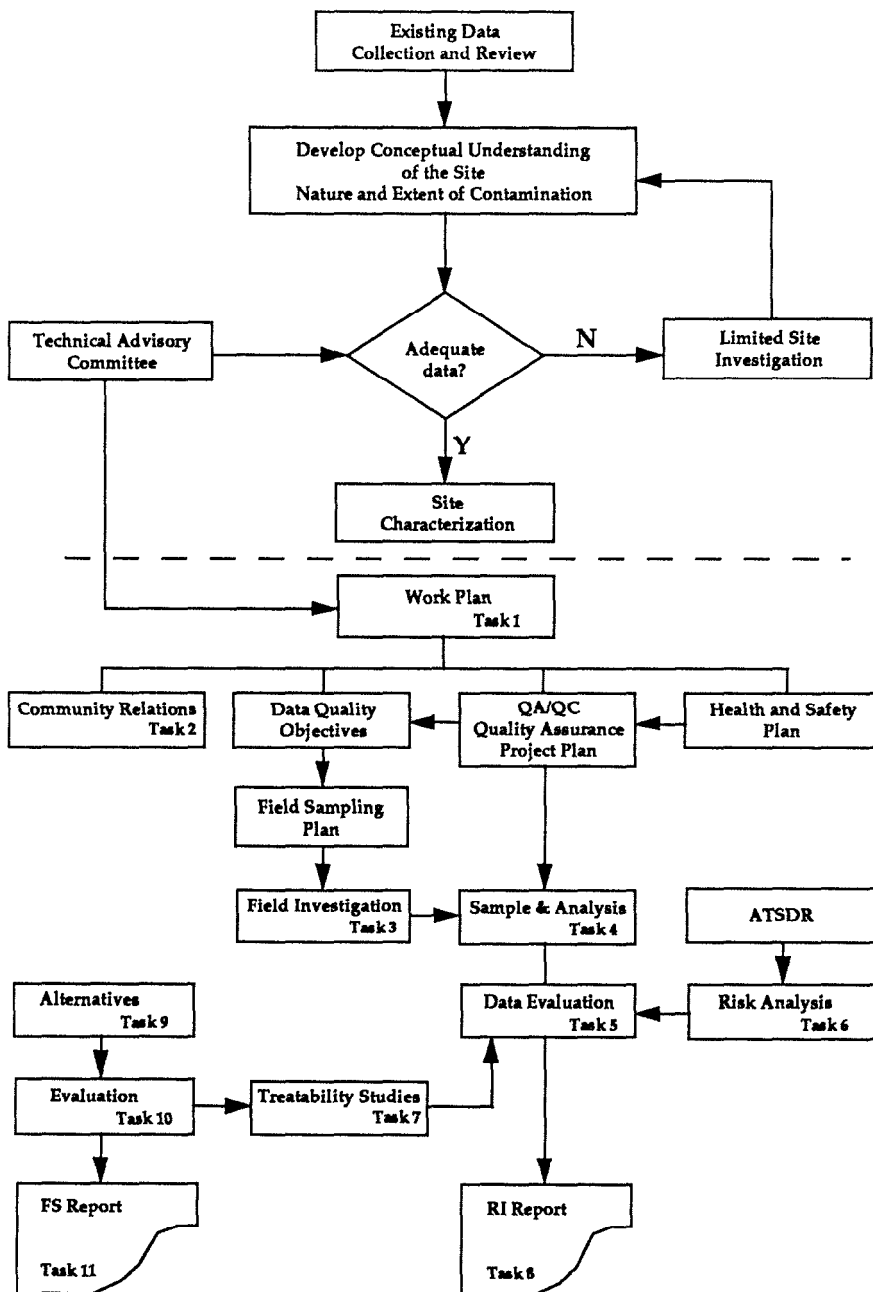 Existing Data
Collection and Review
Develop Conceptual Understanding
of the Site
Nature and Extent of Contamination
Technical Advisory
Committee
Adequate
data?
N
Limited Site
Investigation
Y
Site
Characterization
Work Plan
Task 1
Community Relations
Task 2
Data Quality
Objectives
QA/QC
Quality Assurance
Project Plan
Health and Safety
Plan
Field Sampling
Plan
Field Investigation
Task 3
Sample & Analysis
Task 4
ATSDR
Alternatives
Task 9
Data Evaluation
Task 5
Risk Analysis
Task 6
Evaluation
Task 10
Treatability Studies
Task 7
FS Report
Task 11
RI Report
Task 8